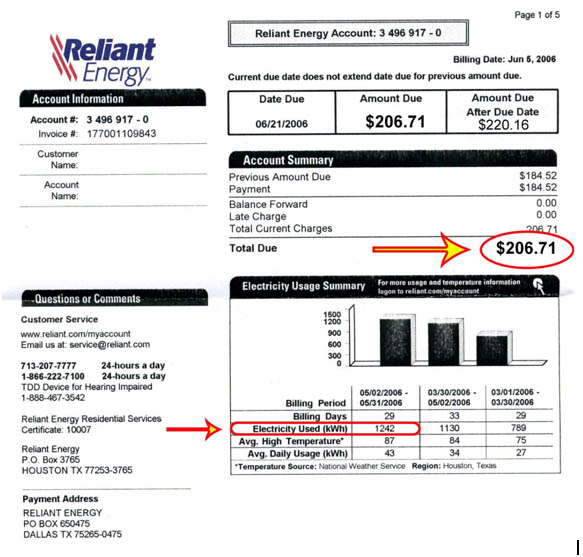 Page 1 of 5
Reliant
Energy™
Reliant Energy Account: 3 496 917 - 0
Billing Date: Jun 5, 2006
Current due date does not extend date due for previous amount due.
Account Information
Account #: 3 496 917 - 0
Invoice #: 177001109843
Customer
Name:
Account
Name:
Date Due
Amount Due
Amount Due
After Due Date
06/21/2006
$206.71
$220.16
Account Summary
Previous Amount Due $184.52
Payment $184.52
Balance Forward 0.00
Late Charge 0.00
Total Current Charges 206.71
Total Due $206.71
Questions or Comments
Customer Service
www.reliant.com/myaccount
Email us at: service@reliant.com
713-207-7777 24-hours a day
1-866-222-7100 24-hours a day
TDD Device for Hearing Impaired
1-888-467-3542
Reliant Energy Residential Services
Certificate: 10007
Reliant Energy
P.O. Box 3765
HOUSTON TX 77253-3765
Payment Address
RELIANT ENERGY
PO BOX 650475
DALLAS TX 75265-0475
Electricity Usage Summary
For more usage and temperature information
logon to reliant.com/myaccount
1500
1200
900
600
300
0
Billing Period 05/02/2006 - 05/31/2006 03/30/2006 - 05/02/2006 03/01/2006 - 03/30/2006
Billing Days 29 33 29
Electricity Used (kWh) 1242 1130 789
Avg. High Temperature* 87 84 75
Avg. Daily Usage (kWh) 43 34 27
*Temperature Source: National Weather Service Region: Houston, Texas